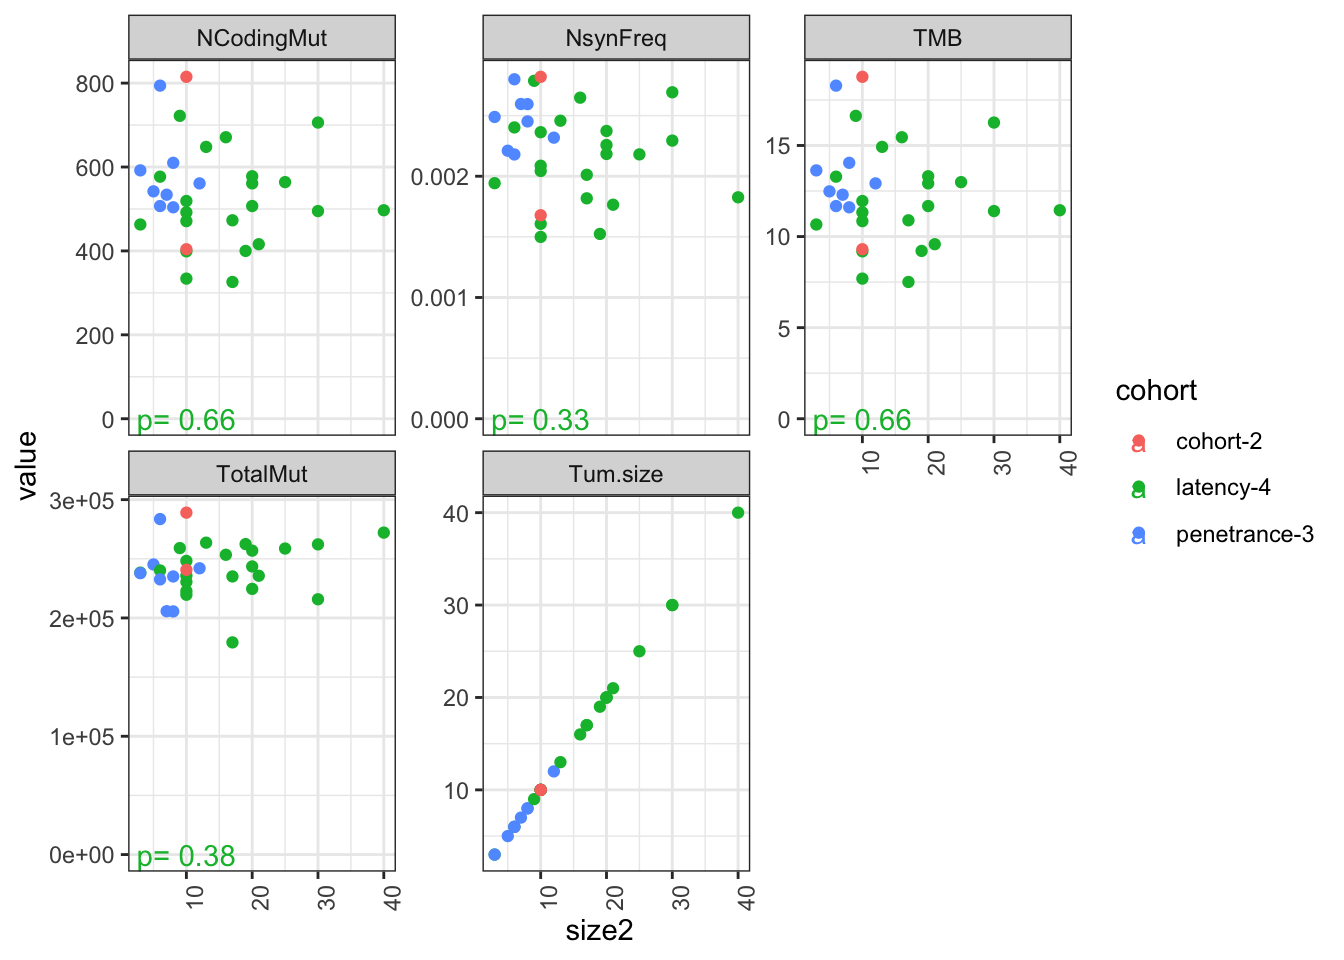 NCodingMut
NsynFreq
TMB
800
600
400
200
0
p= 0.66
0.002
0.001
0.000
p= 0.33
15
10
5
0
p= 0.66
10
20
30
40
value
TotalMut
Tum.size
3e+05
2e+05
1e+05
0e+00
p= 0.38
10
20
30
40
40
30
20
10
10
20
30
40
size2
cohort
a cohort-2
a latency-4
a penetrance-3